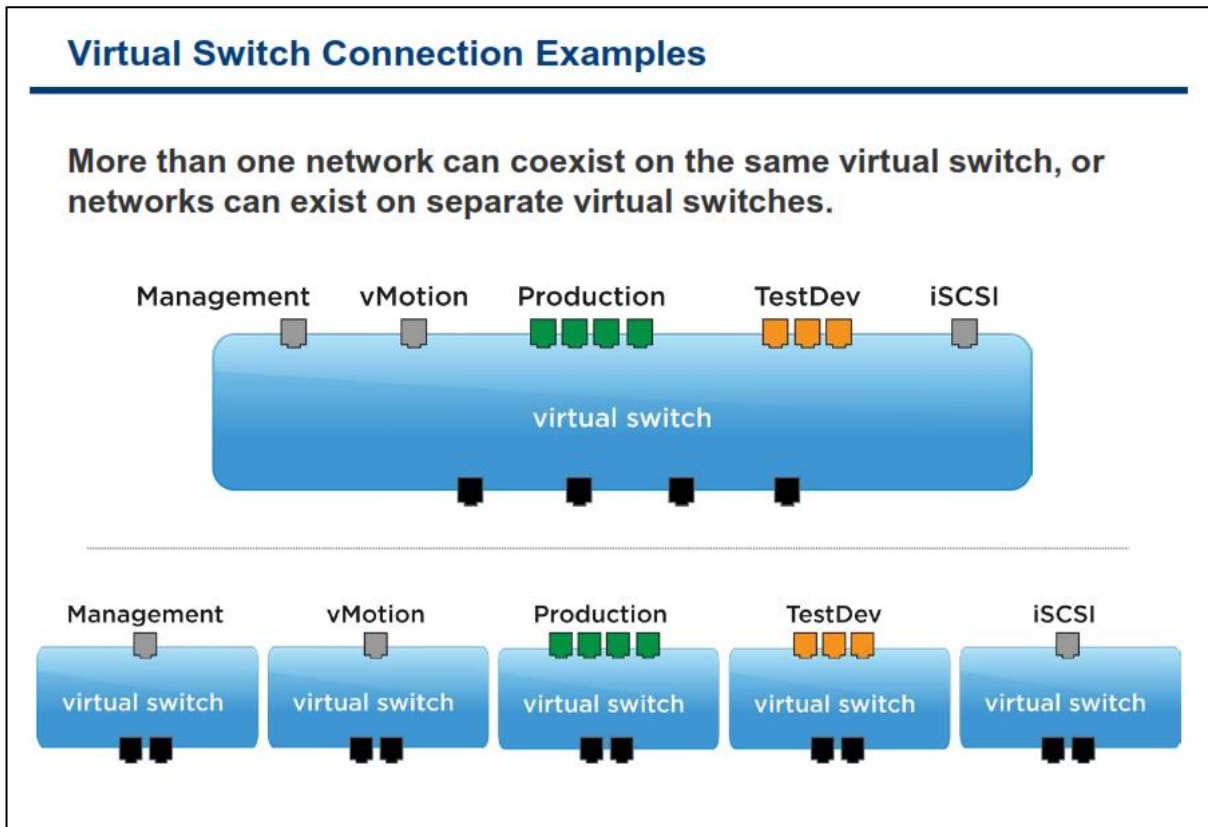 Virtual Switch Connection Examples
More than one network can coexist on the same virtual switch, or
networks can exist on separate virtual switches.
Management vMotion Production TestDev iSCSI
virtual switch
Management vMotion Production TestDev iSCSI
virtual switch virtual switch virtual switch virtual switch virtual switch